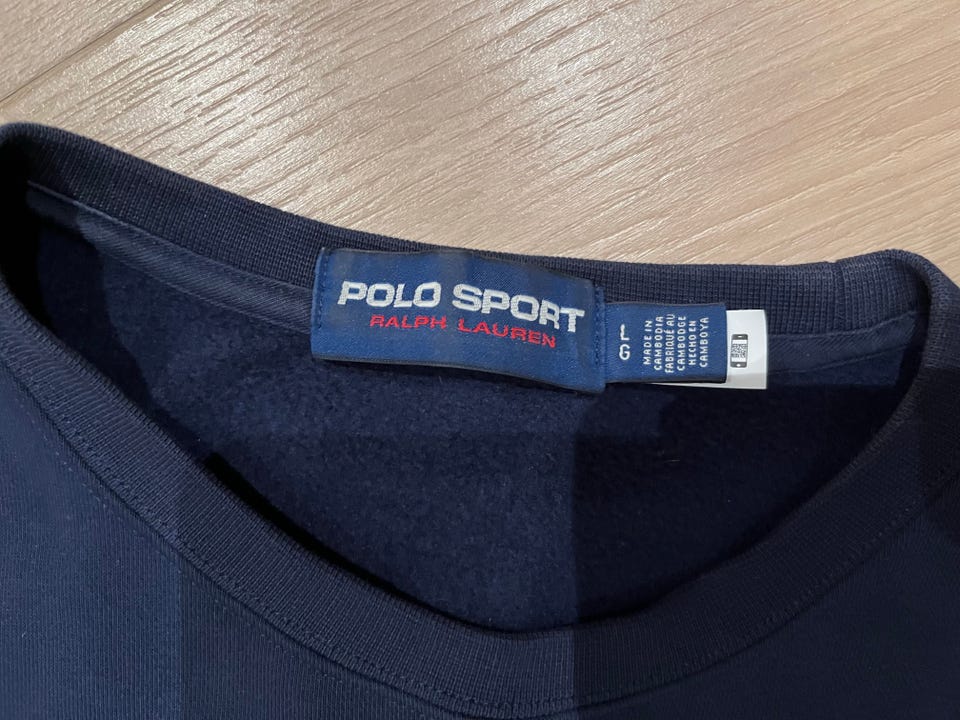 POLO SPORT
RALPH LAUREN
L
G
MADE IN
CAMBODIA
FABRIQUÉ AU
CAMBODGE
HECHO EN
CAMBOYA